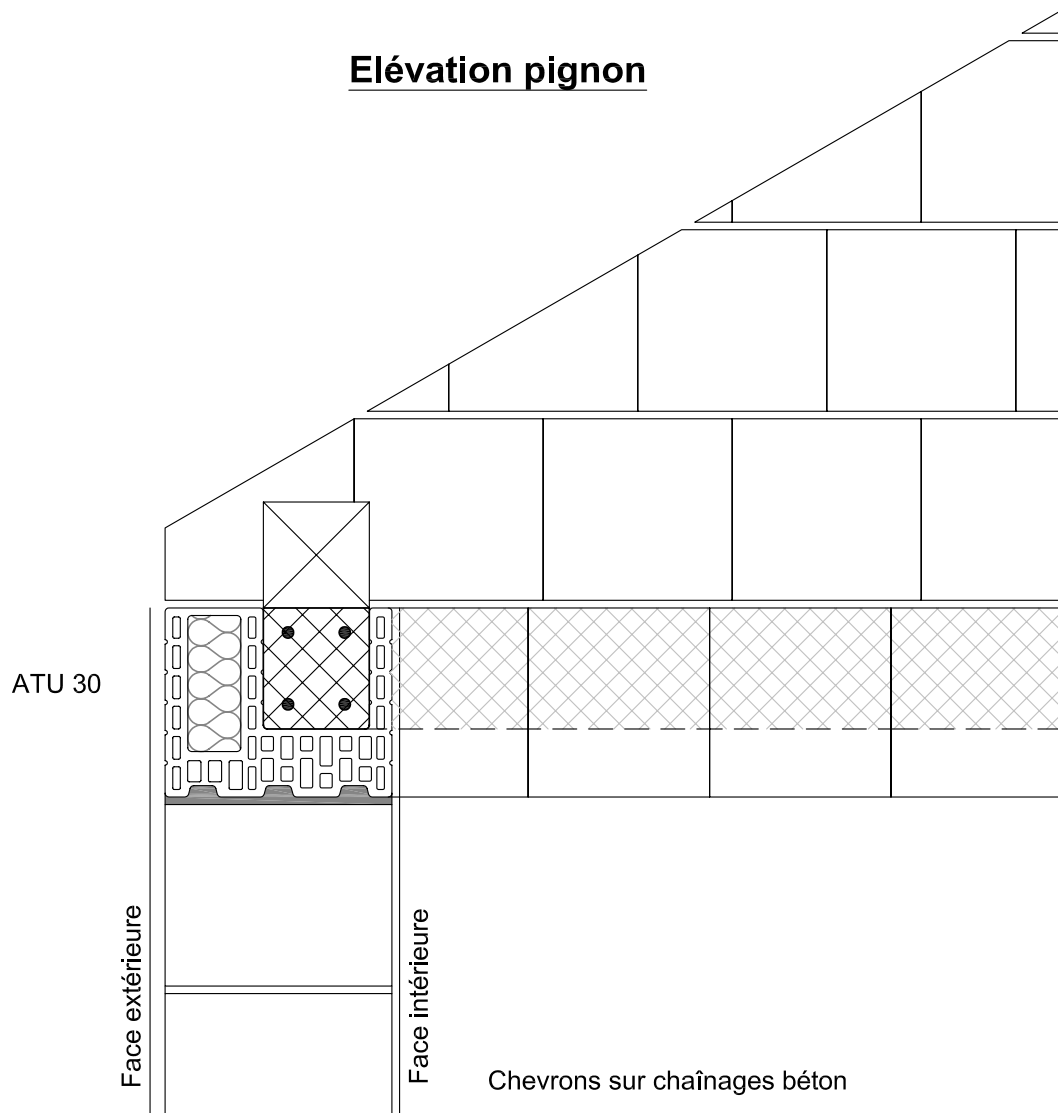 Elévation pignon
ATU 30
Face extérieure
Face intérieure
Chevrons sur chaînages béton